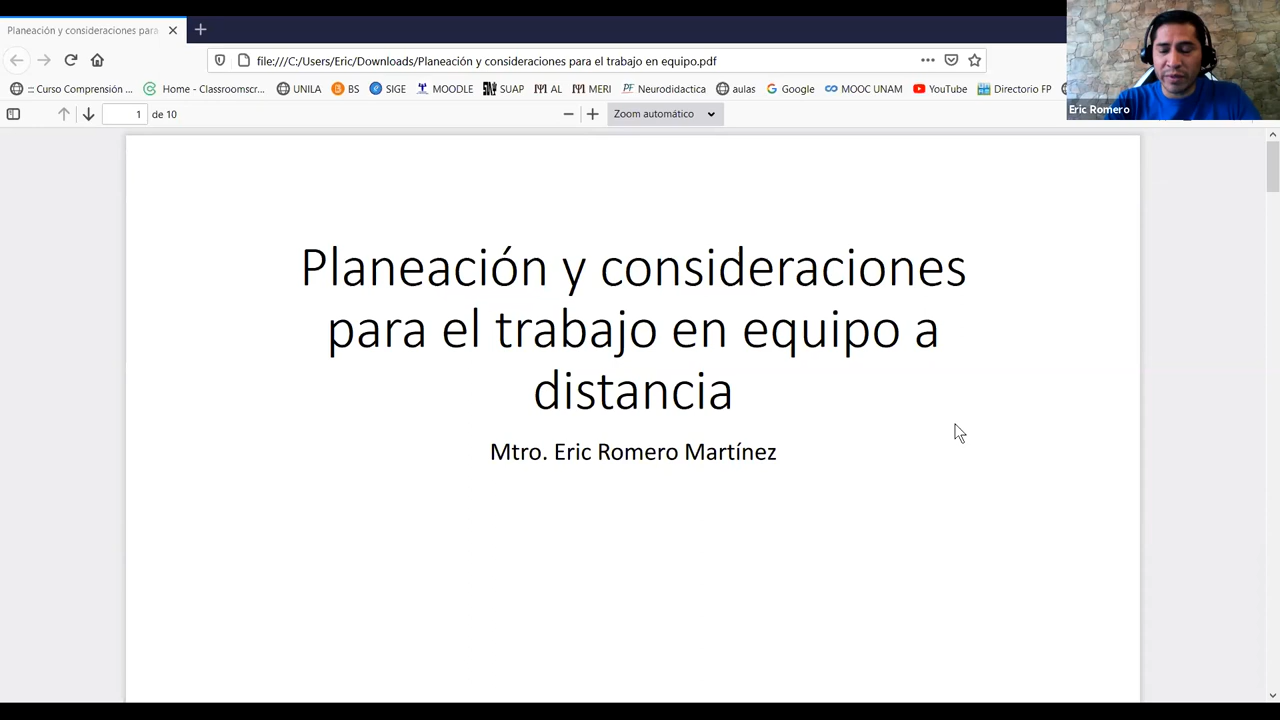 Planeación y consideraciones para
file:///C:/Users/Eric/Downloads/Planeación y consideraciones para el trabajo en equipo.pdf
::: Curso Comprensión ... Home - Classroomscr... UNILA BS SIGE MOODLE SUAP AL MERI Neurodidactica aulas Google MOOC UNAM YouTube Directorio FP
Eric Romero
1 de 10 Zoom automático
Planeación y consideraciones
para el trabajo en equipo a
distancia
Mtro. Eric Romero Martínez